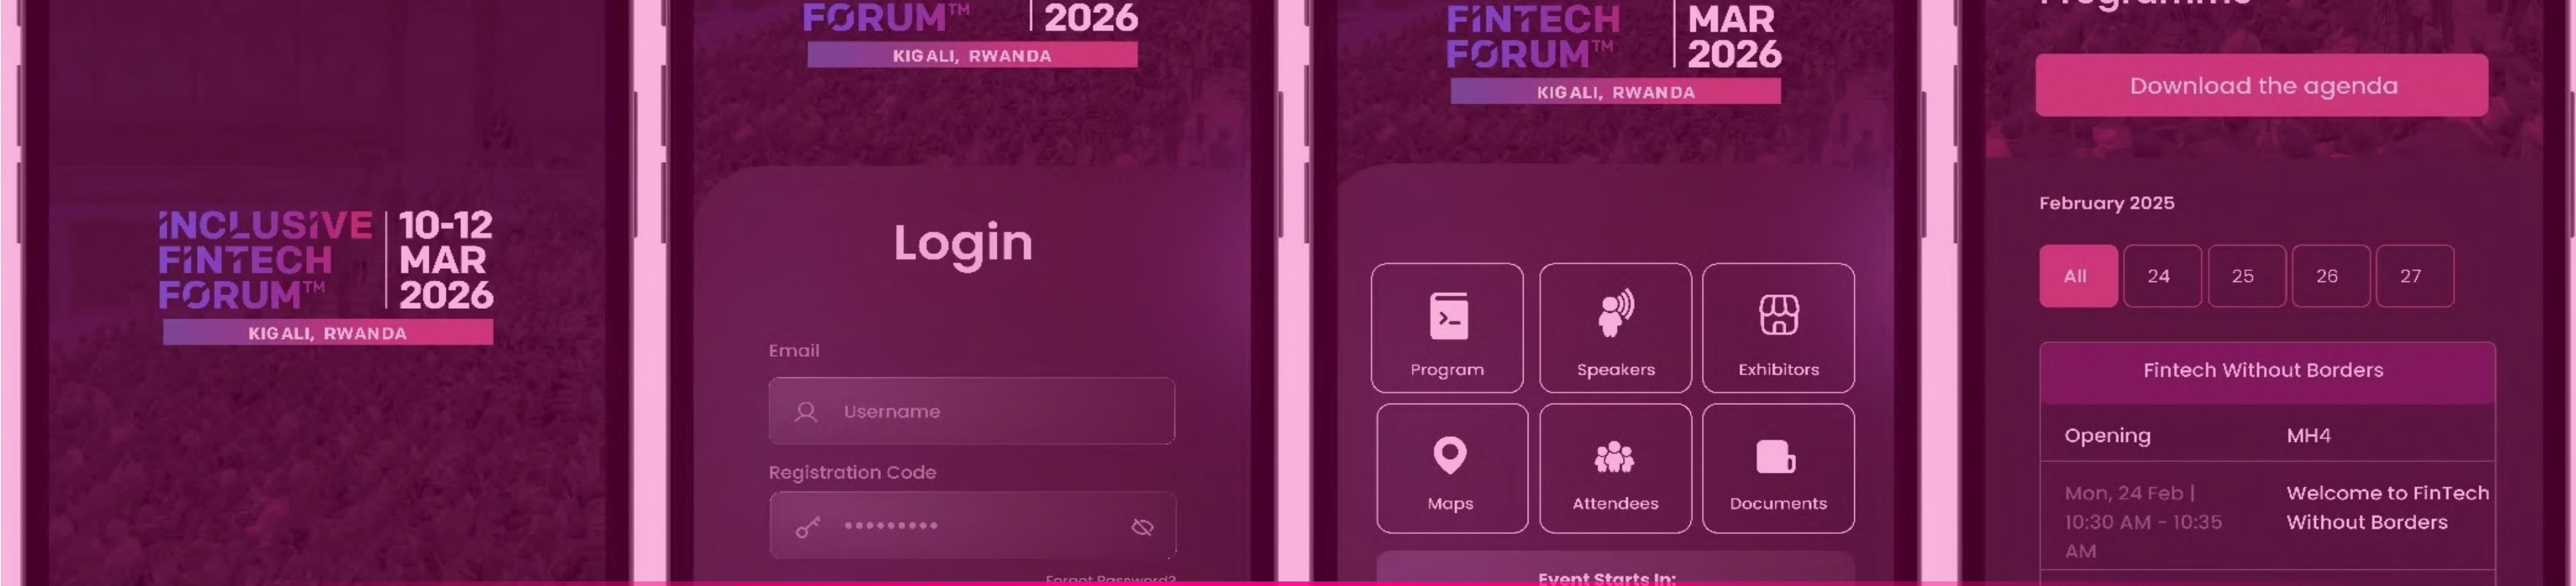 INCLUSIVE
FINTECH
FORUM™
10-12
MAR
2026
KIGALI, RWANDA
FORUM™
2026
KIGALI, RWANDA
Login
Email
Username
Registration Code
Forgot Password?
FINTECH
FORUM™
MAR
2026
KIGALI, RWANDA
Program
Speakers
Exhibitors
Maps
Attendees
Documents
Event Starts In:
Programme
Download the agenda
February 2025
All 24 25 26 27
Fintech Without Borders
Opening MH4
Mon, 24 Feb |
10:30 AM - 10:35
AM
Welcome to FinTech
Without Borders